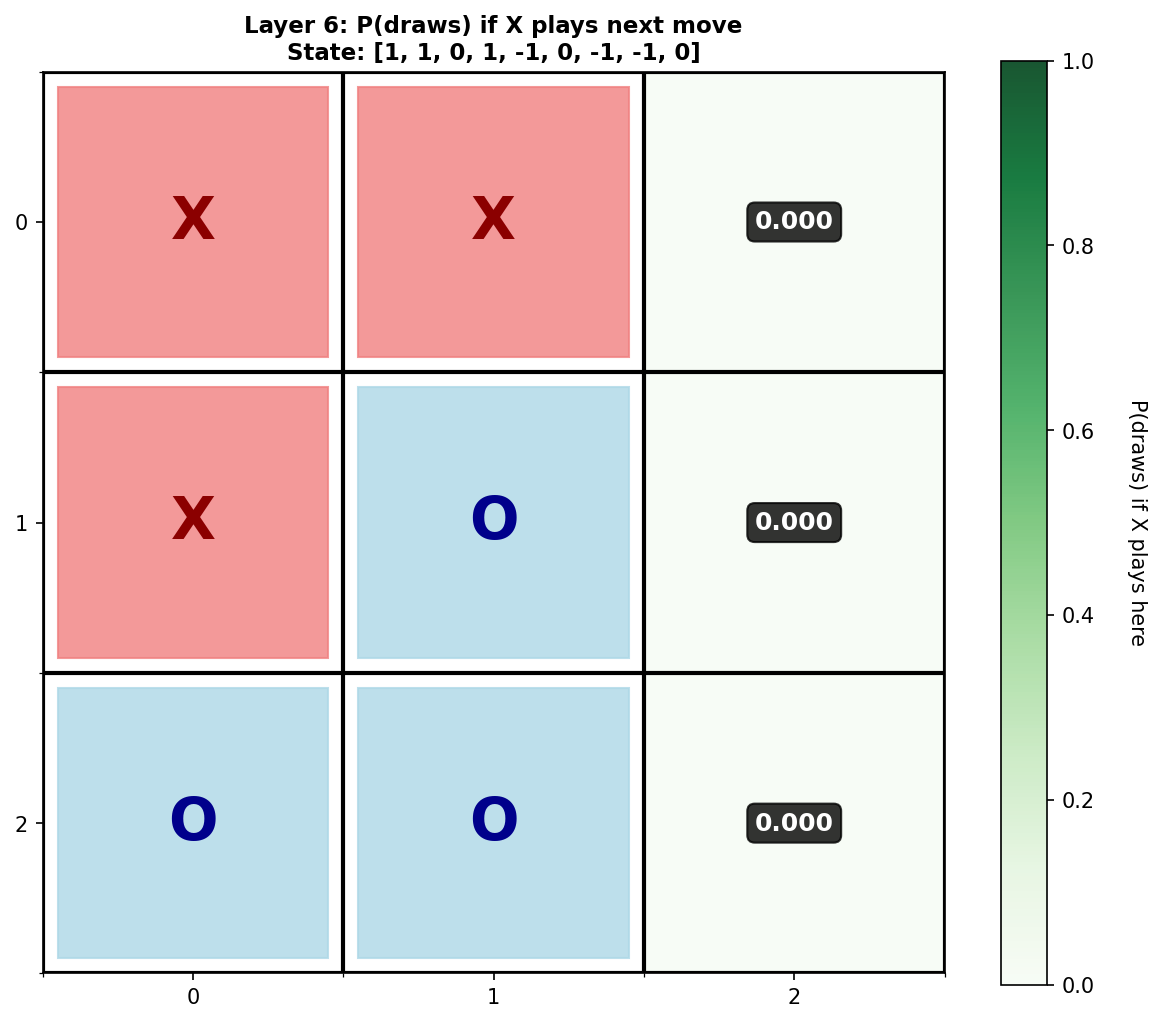 Layer 6: P(draws) if X plays next move
State: [1, 1, 0, 1, -1, 0, -1, -1, 0]
X X 0.000
X O 0.000
O O 0.000
0
1
2
0 1 2
1.0
0.8
0.6
0.4
0.2
0.0
P(draws) if X plays here